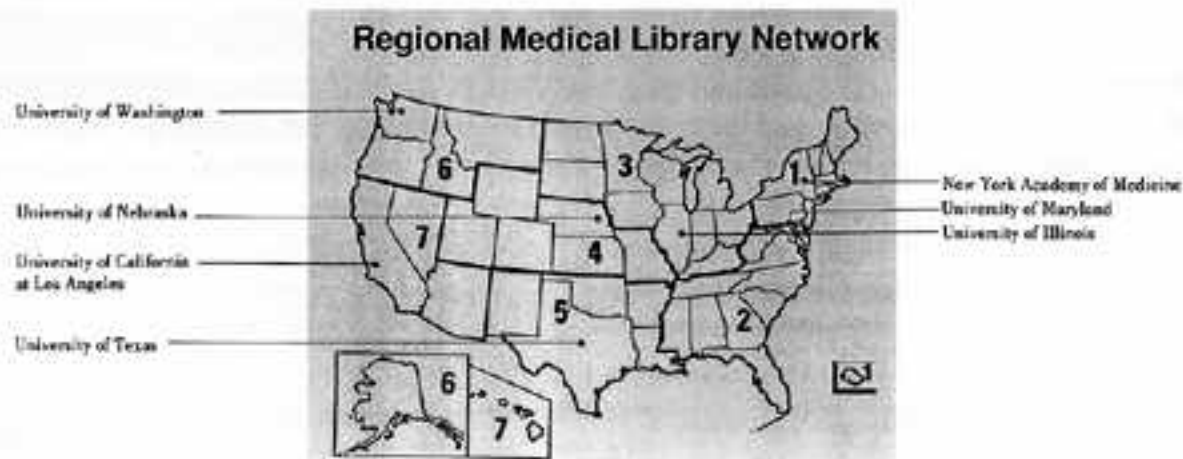 Regional Medical Library Network
University of Washington
University of Nebraska
University of California
at Los Angeles
University of Texas
New York Academy of Medicine
University of Maryland
University of Illinois
6
3
1
7
4
5
2
6
7